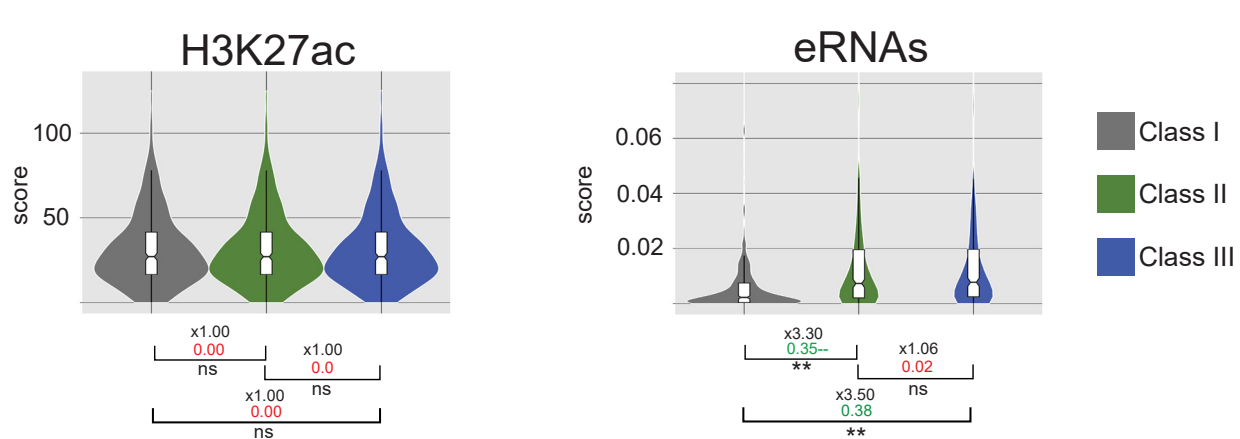 H3K27ac
score
100
50
x1.00
0.00
ns
x1.00
0.0
ns
x1.00
0.00
ns
eRNAs
score
0.06
0.04
0.02
x3.30
0.35--
**
x1.06
0.02
ns
x3.50
0.38
**
Class I
Class II
Class III